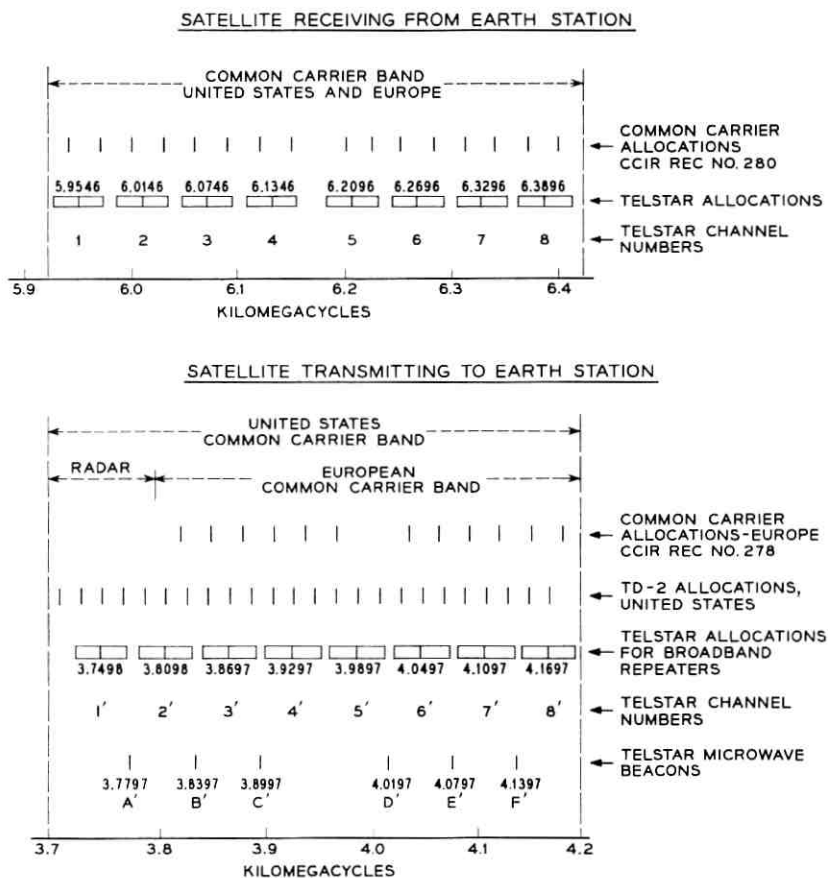 SATELLITE RECEIVING FROM EARTH STATION
COMMON CARRIER BAND
UNITED STATES AND EUROPE
COMMON CARRIER
ALLOCATIONS
CCIR REC NO. 280
5.9546 6.0146 6.0746 6.1346 6.2096 6.2696 6.3296 6.3896
TELSTAR ALLOCATIONS
1 2 3 4 5 6 7 8
TELSTAR CHANNEL
NUMBERS
5.9 6.0 6.1 6.2 6.3 6.4
KILOMEGACYCLES
SATELLITE TRANSMITTING TO EARTH STATION
UNITED STATES
COMMON CARRIER BAND
RADAR
EUROPEAN
COMMON CARRIER BAND
COMMON CARRIER
ALLOCATIONS-EUROPE
CCIR REC NO. 278
TD-2 ALLOCATIONS,
UNITED STATES
TELSTAR ALLOCATIONS
FOR BROADBAND
REPEATERS
3.7498 3.8098 3.8697 3.9297 3.9897 4.0497 4.1097 4.1697
1′ 2′ 3′ 4′ 5′ 6′ 7′ 8′
TELSTAR CHANNEL
NUMBERS
TELSTAR MICROWAVE
BEACONS
3.7797 3.8397 3.8997 4.0197 4.0797 4.1397
A′ B′ C′ D′ E′ F′
3.7 3.8 3.9 4.0 4.1 4.2
KILOMEGACYCLES